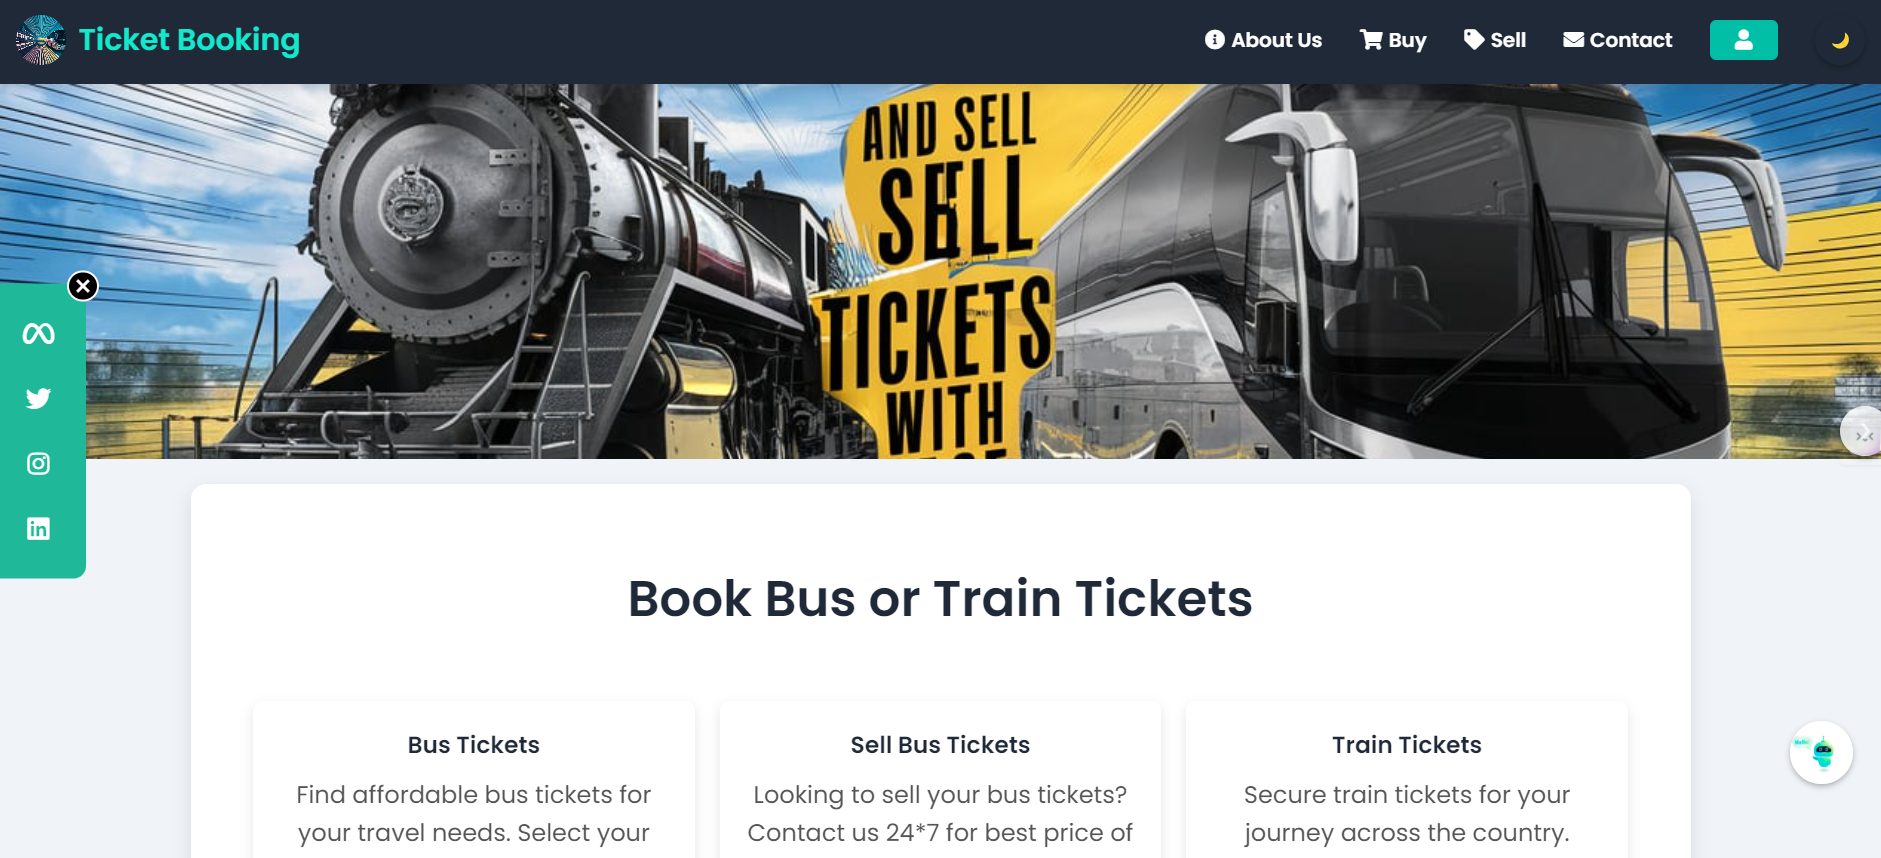 Ticket Booking
About Us
Buy
Sell
Contact
AND SELL
SELL
TICKETS
WITH
Book Bus or Train Tickets
Bus Tickets
Find affordable bus tickets for
your travel needs. Select your
Sell Bus Tickets
Looking to sell your bus tickets?
Contact us 24*7 for best price of
Train Tickets
Secure train tickets for your
journey across the country.
Hello!